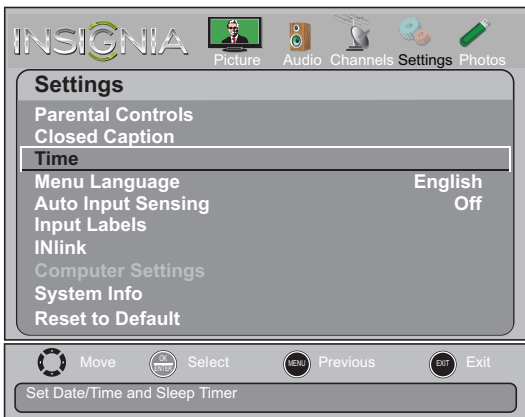 INSIGNIA
Picture Audio Channels Settings Photos
Settings
Parental Controls
Closed Caption
Time
Menu Language English
Auto Input Sensing Off
Input Labels
INlink
Computer Settings
System Info
Reset to Default
Move OK ENTER Select MENU Previous EXIT Exit
Set Date/Time and Sleep Timer